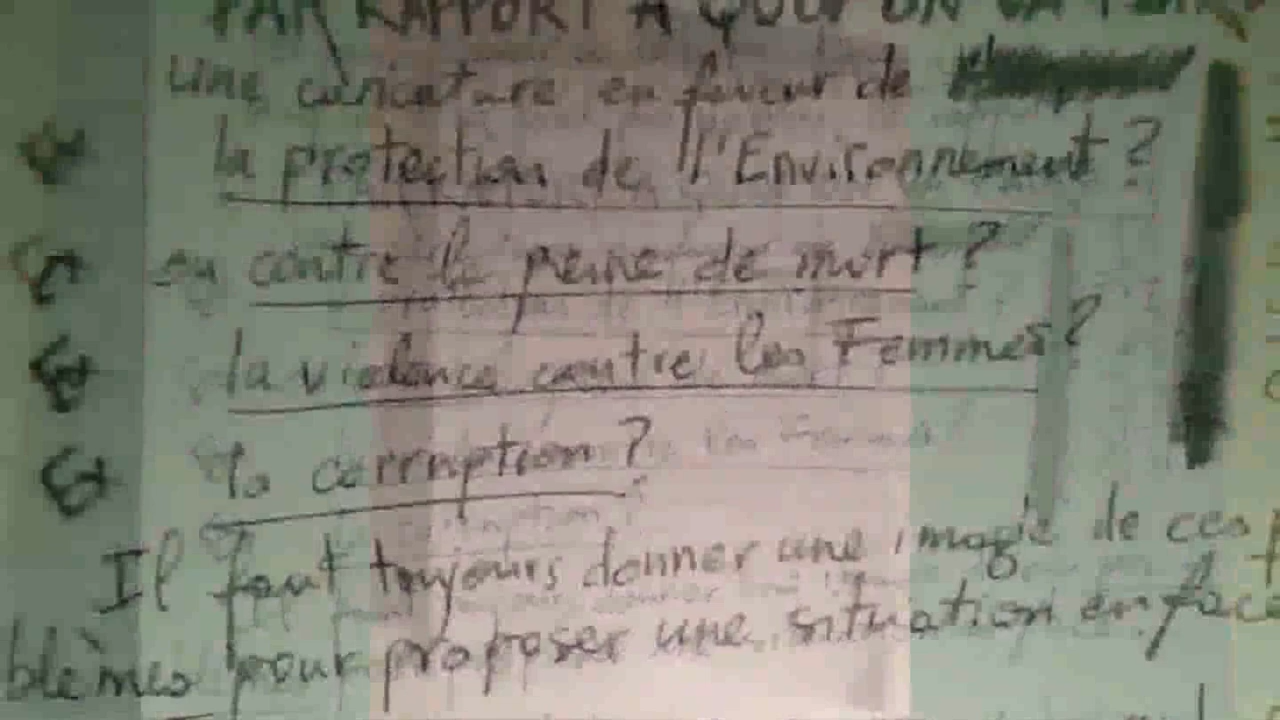 PAR RAPPORT A QUOI ON VA FAIRE
une caricature en faveur de
la protection de l'Environnement ?
ou contre la peine de mort ?
la violence contre les Femmes ?
la corruption ?
Il faut toujours donner une image de ces
blèmes pour proposer une situation en face